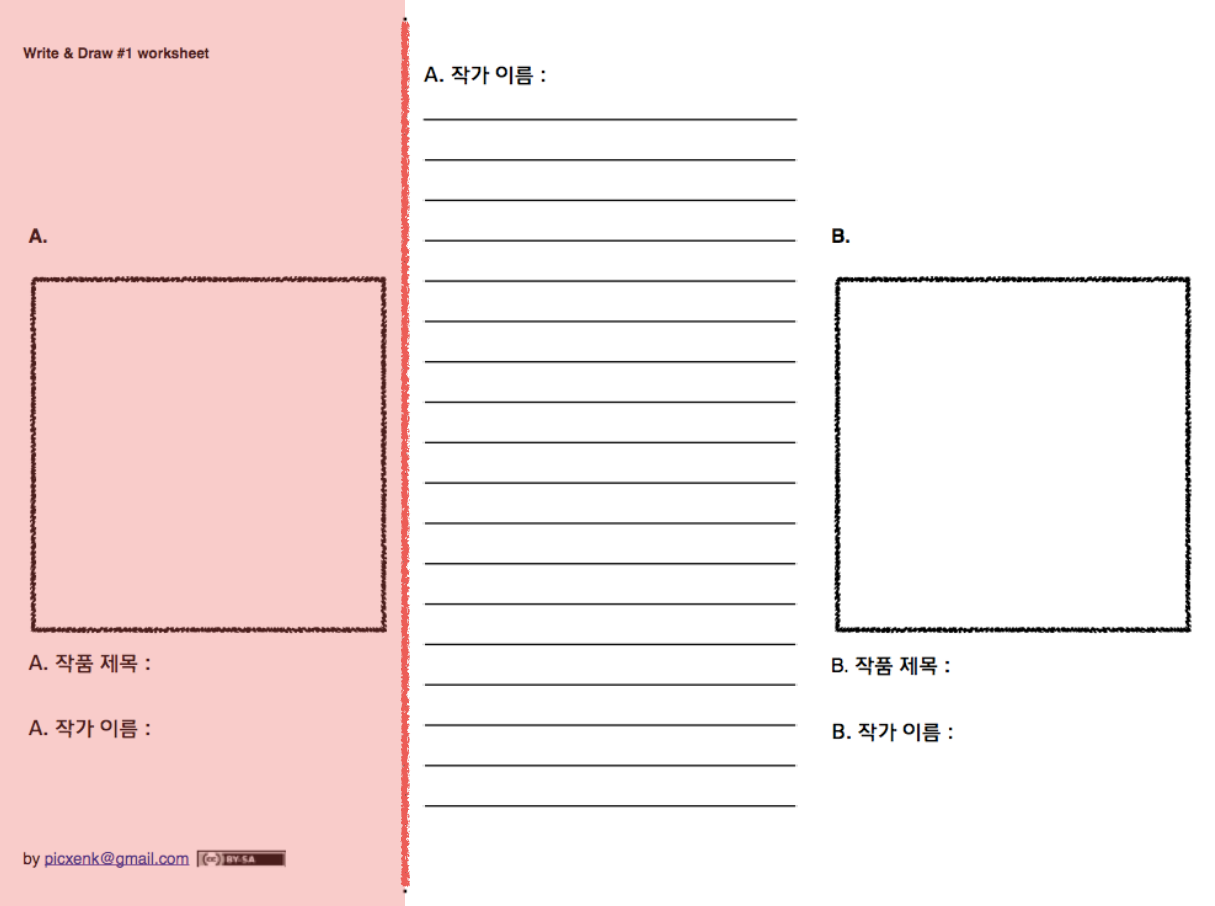 Write & Draw #1 worksheet
A.
A. 작품 제목 :
A. 작가 이름 :
by picxenk@gmail.com (cc) BY-SA
A. 작가 이름 :
B.
B. 작품 제목 :
B. 작가 이름 :